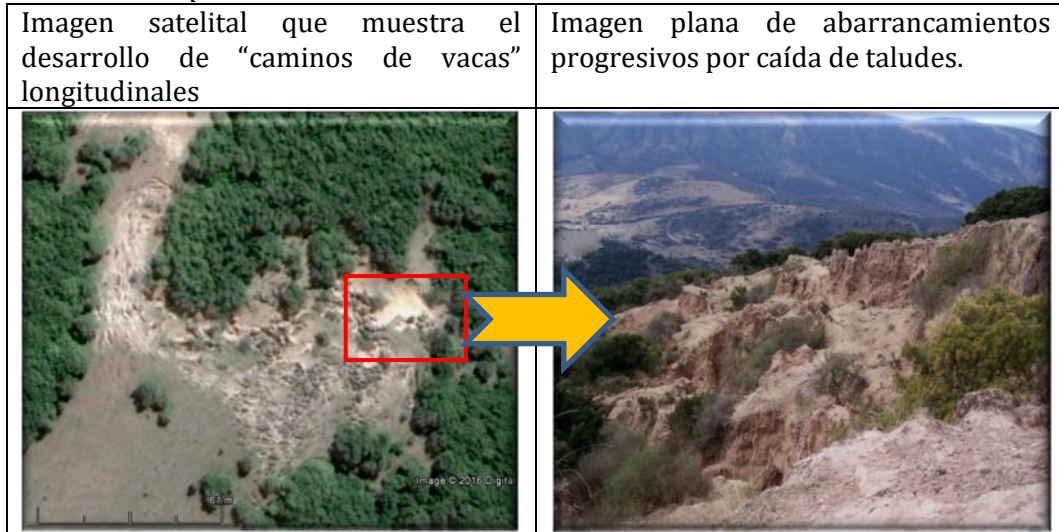 Imagen satelital que muestra el
desarrollo de “caminos de vacas”
longitudinales
Imagen plana de abarrancamientos
progresivos por caída de taludes.
Image © 2016 Digita
67 m